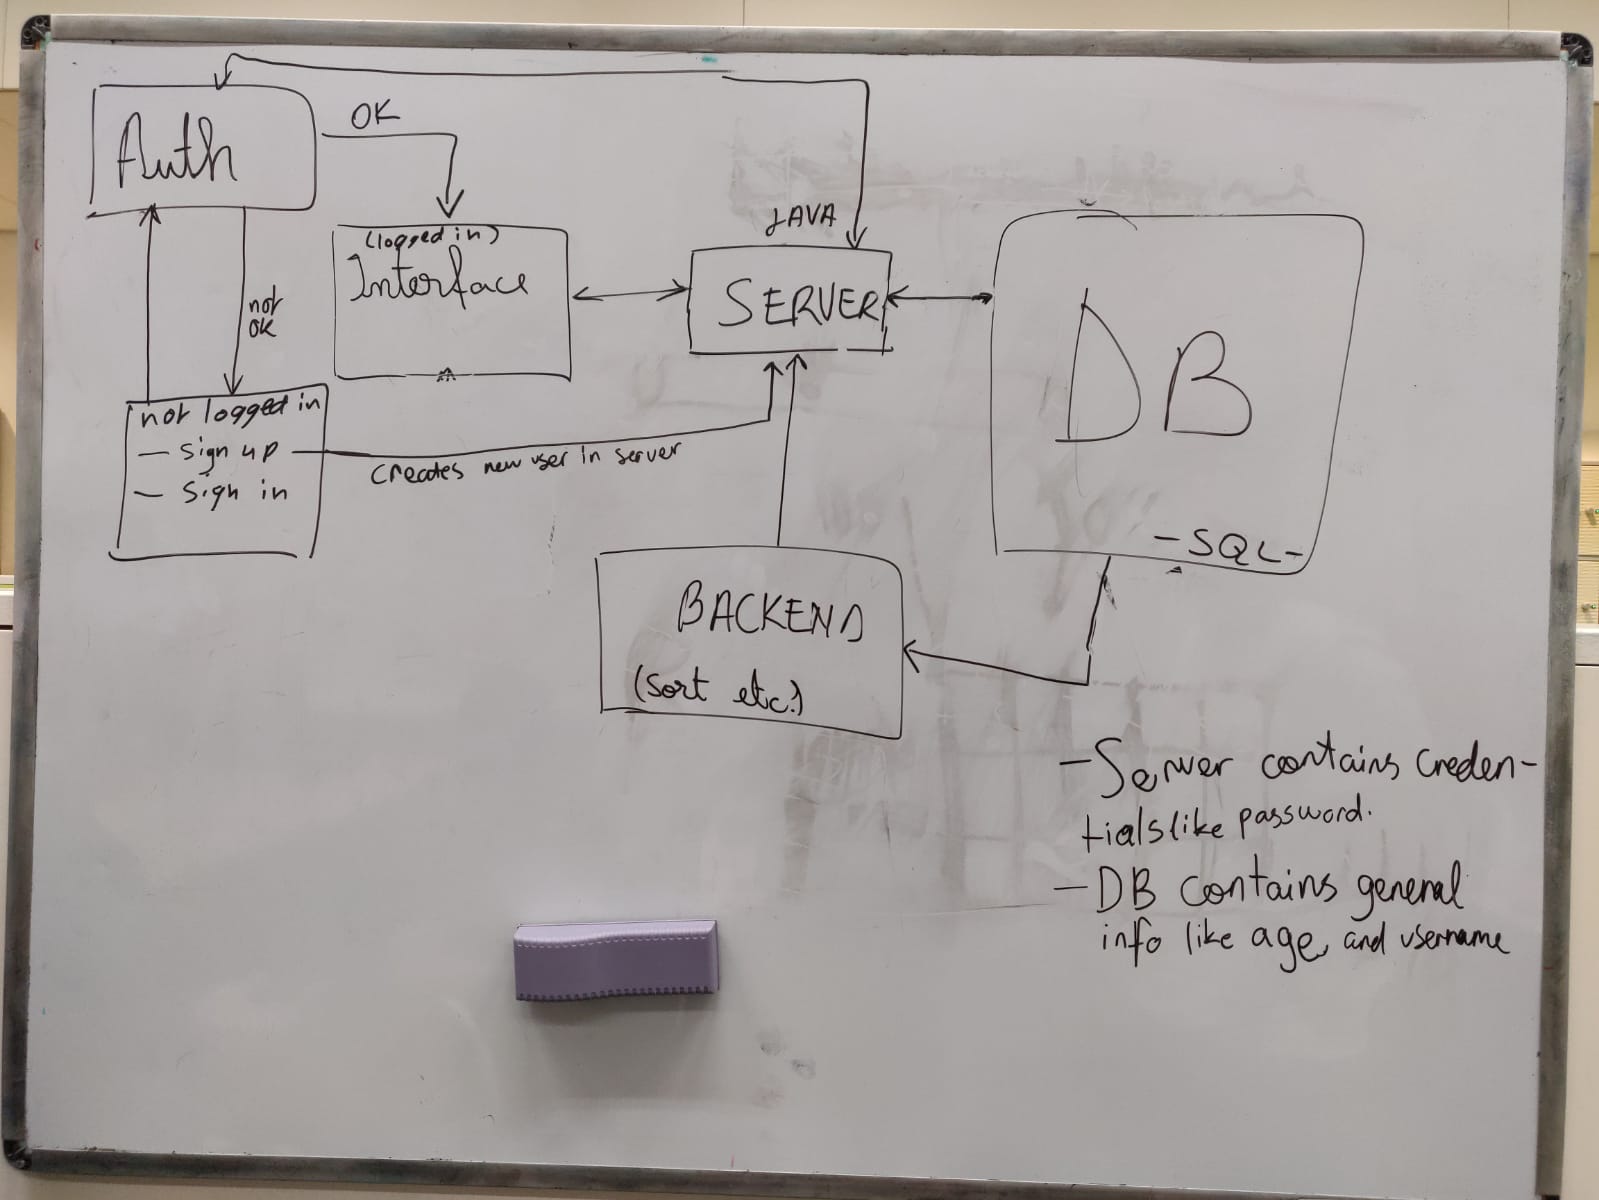 OK
Auth
JAVA
(logged in)
Interface
SERVER
not
OK
DB
not logged in
– sign up –
– sign in
creates new user in server
-SQL-
BACKEND
(sort etc.)
- Server contains creden-
tials like password.
- DB contains general
info like age, and username